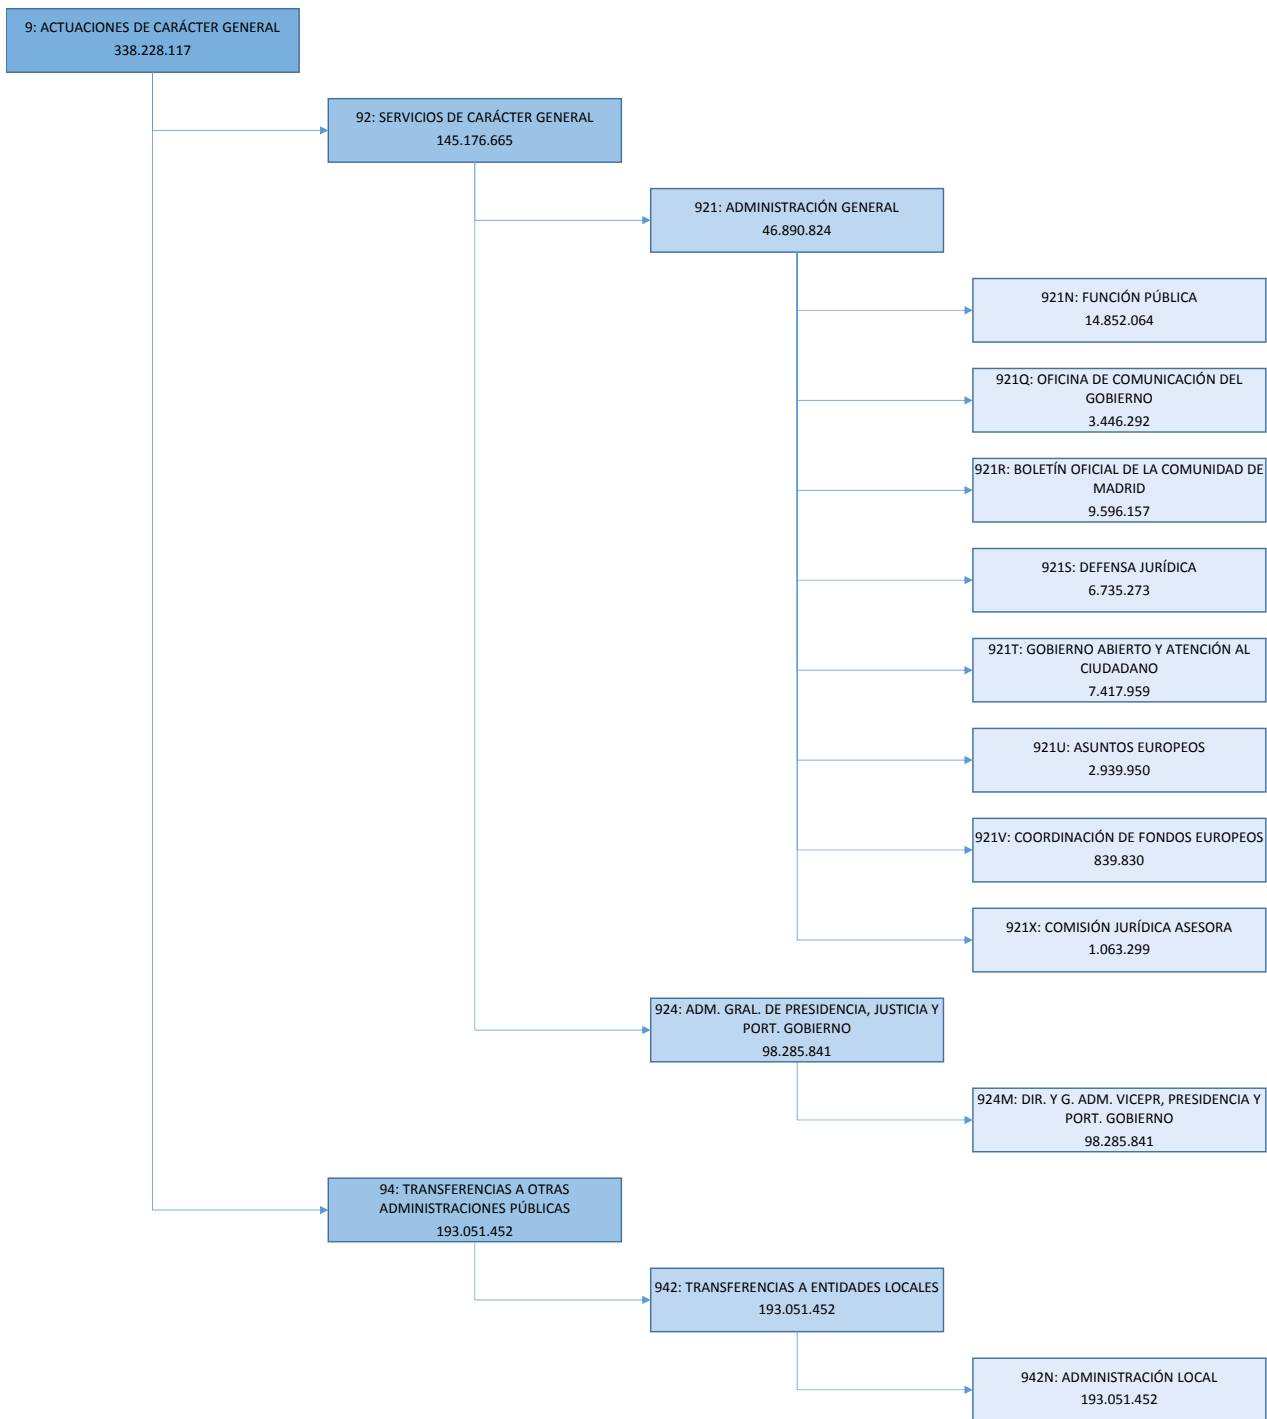 9: ACTUACIONES DE CARÁCTER GENERAL
338.228.117
92: SERVICIOS DE CARÁCTER GENERAL
145.176.665
921: ADMINISTRACIÓN GENERAL
46.890.824
921N: FUNCIÓN PÚBLICA
14.852.064
921Q: OFICINA DE COMUNICACIÓN DEL
GOBIERNO
3.446.292
921R: BOLETÍN OFICIAL DE LA COMUNIDAD DE
MADRID
9.596.157
921S: DEFENSA JURÍDICA
6.735.273
921T: GOBIERNO ABIERTO Y ATENCIÓN AL
CIUDADANO
7.417.959
921U: ASUNTOS EUROPEOS
2.939.950
921V: COORDINACIÓN DE FONDOS EUROPEOS
839.830
921X: COMISIÓN JURÍDICA ASESORA
1.063.299
924: ADM. GRAL. DE PRESIDENCIA, JUSTICIA Y
PORT. GOBIERNO
98.285.841
924M: DIR. Y G. ADM. VICEPR, PRESIDENCIA Y
PORT. GOBIERNO
98.285.841
94: TRANSFERENCIAS A OTRAS
ADMINISTRACIONES PÚBLICAS
193.051.452
942: TRANSFERENCIAS A ENTIDADES LOCALES
193.051.452
942N: ADMINISTRACIÓN LOCAL
193.051.452